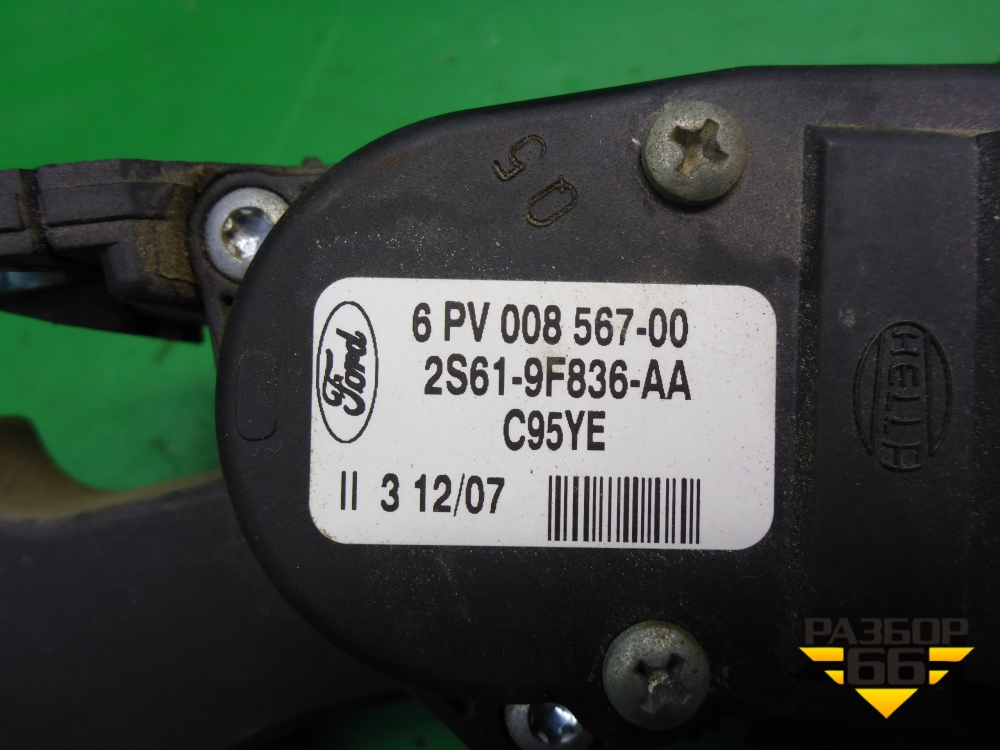 50
Ford
6 PV 008 567-00
2S61-9F836-AA
C95YE
II 3 12/07
HELLA
РАЗБОР
66